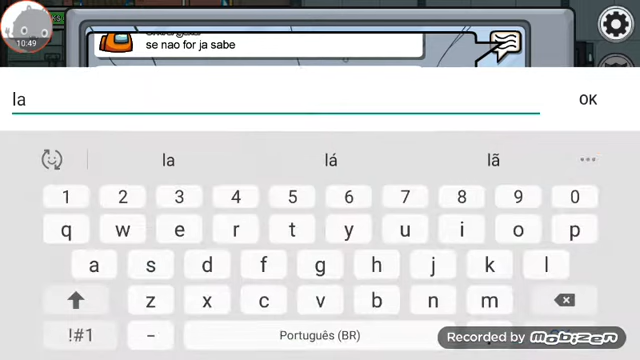 10:49
se nao for ja sabe
la
OK
la lá lã
1 2 3 4 5 6 7 8 9 0
q w e r t y u i o p
a s d f g h j k l
z x c v b n m
!#1 - Português (BR)
Recorded by Mobizen